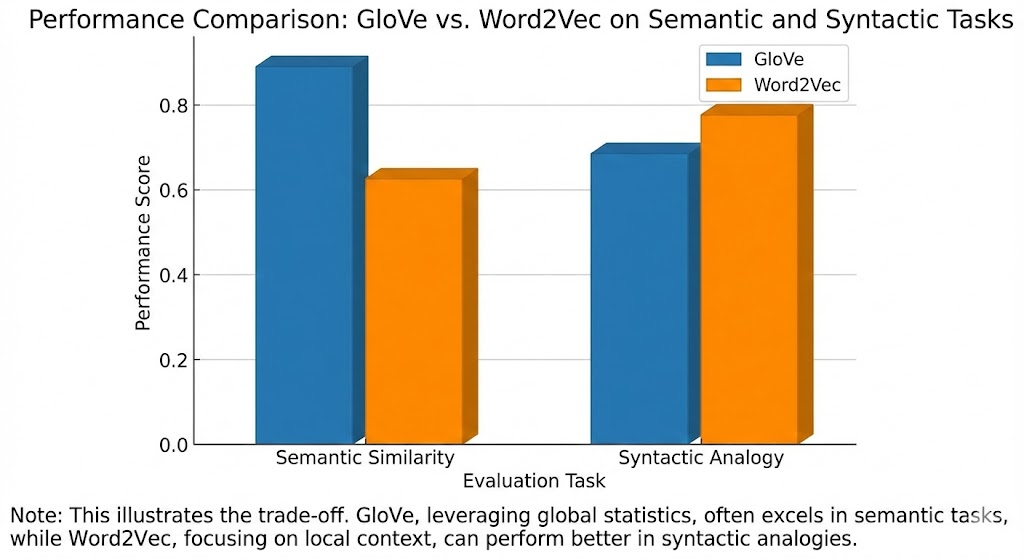 Performance Comparison: GloVe vs. Word2Vec on Semantic and Syntactic Tasks
GloVe
Word2Vec
Performance Score
0.8
0.6
0.4
0.2
0.0
Semantic Similarity
Syntactic Analogy
Evaluation Task
Note: This illustrates the trade-off. GloVe, leveraging global statistics, often excels in semantic tasks,
while Word2Vec, focusing on local context, can perform better in syntactic analogies.